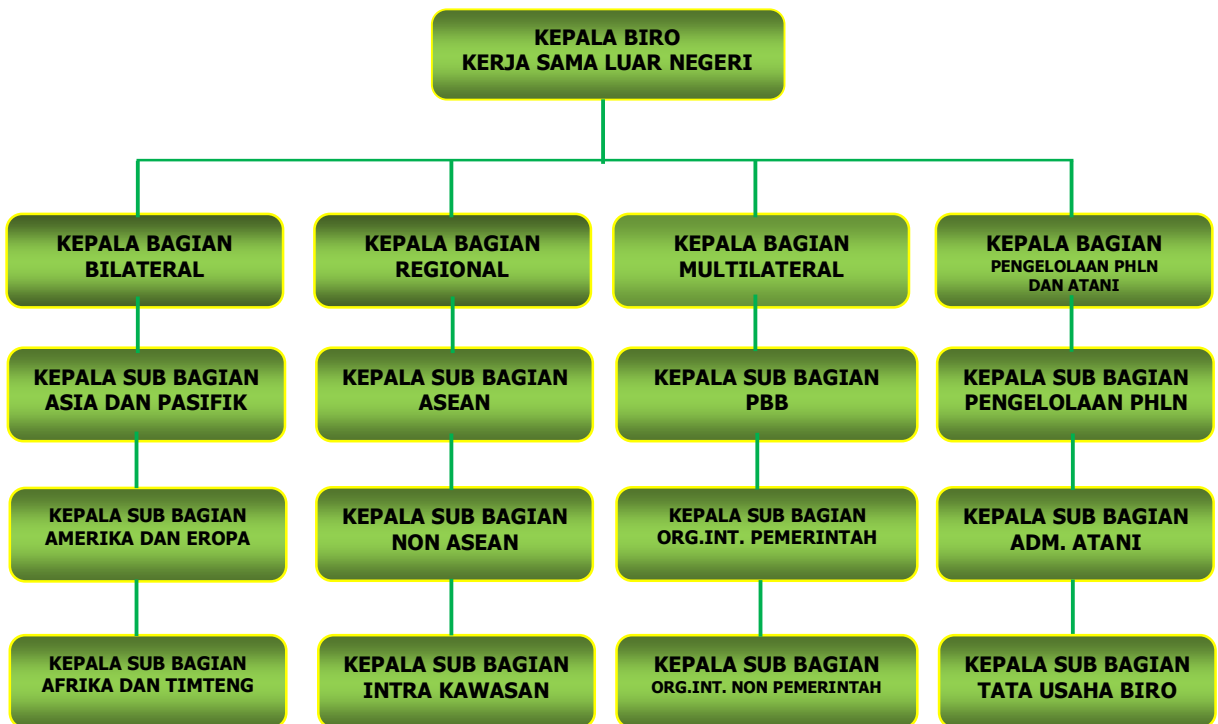 KEPALA BIRO
KERJA SAMA LUAR NEGERI
KEPALA BAGIAN
BILATERAL
KEPALA BAGIAN
REGIONAL
KEPALA BAGIAN
MULTILATERAL
KEPALA BAGIAN
PENGELOLAAN PHLN
DAN ATANI
KEPALA SUB BAGIAN
ASIA DAN PASIFIK
KEPALA SUB BAGIAN
ASEAN
KEPALA SUB BAGIAN
PBB
KEPALA SUB BAGIAN
PENGELOLAAN PHLN
KEPALA SUB BAGIAN
AMERIKA DAN EROPA
KEPALA SUB BAGIAN
NON ASEAN
KEPALA SUB BAGIAN
ORG.INT. PEMERINTAH
KEPALA SUB BAGIAN
ADM. ATANI
KEPALA SUB BAGIAN
AFRIKA DAN TIMTENG
KEPALA SUB BAGIAN
INTRA KAWASAN
KEPALA SUB BAGIAN
ORG.INT. NON PEMERINTAH
KEPALA SUB BAGIAN
TATA USAHA BIRO